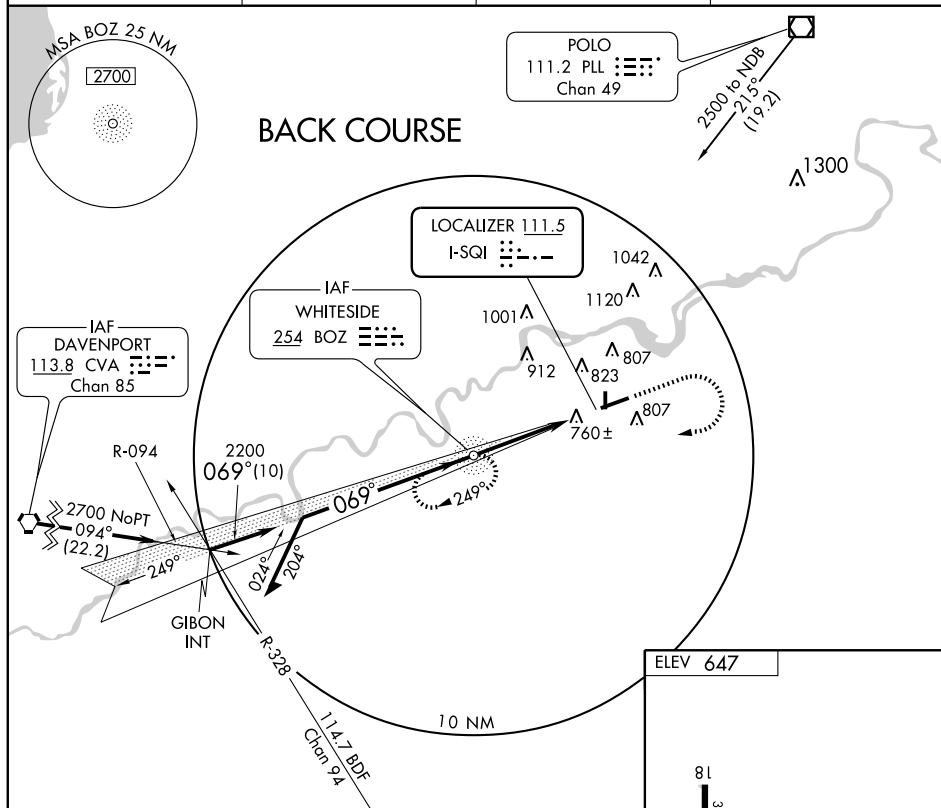 MSA BOZ 25 NM
2700
BACK COURSE
POLO
111.2 PLL
Chan 49
2500 to NDB
215°
(19.2)
1300
LOCALIZER 111.5
I-SQI
1042
1120
1001
912
823
807
807
760±
IAF
WHITESIDE
254 BOZ
IAF
DAVENPORT
113.8 CVA
Chan 85
R-094
2200
069° (10)
069°
249°
2700 NoPT
094°
(22.2)
249°
024°
204°
GIBON
INT
R-328
114.7 BDF
Chan 94
10 NM
ELEV 647
18
3